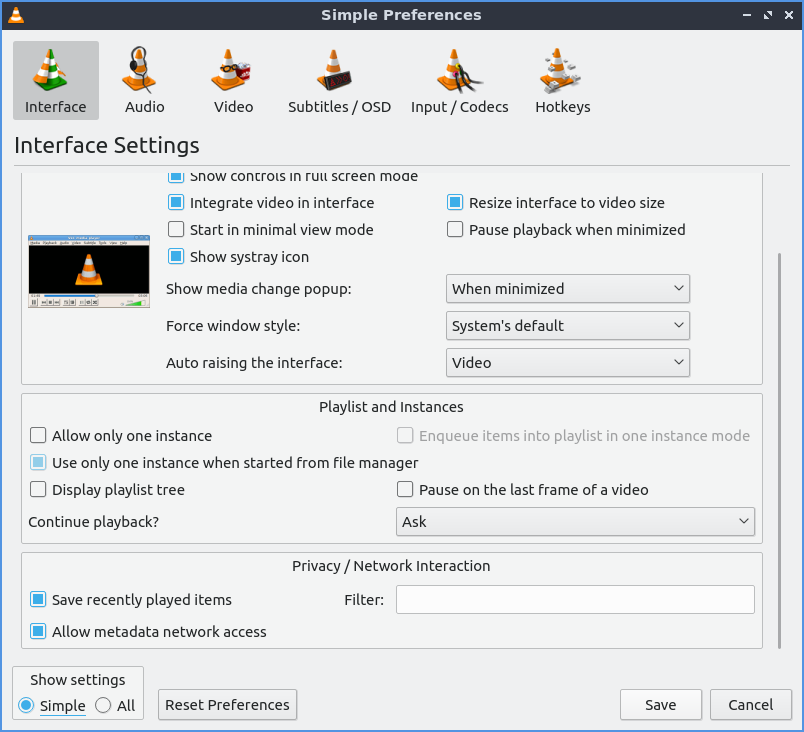 Simple Preferences
Interface Audio Video Subtitles / OSD Input / Codecs Hotkeys
Interface Settings
Show controls in full screen mode
Integrate video in interface Resize interface to video size
Start in minimal view mode Pause playback when minimized
Show systray icon
Show media change popup: When minimized
Force window style: System's default
Auto raising the interface: Video
Playlist and Instances
Allow only one instance Enqueue items into playlist in one instance mode
Use only one instance when started from file manager
Display playlist tree Pause on the last frame of a video
Continue playback? Ask
Privacy / Network Interaction
Save recently played items Filter:
Allow metadata network access
Show settings
Simple All Reset Preferences Save Cancel